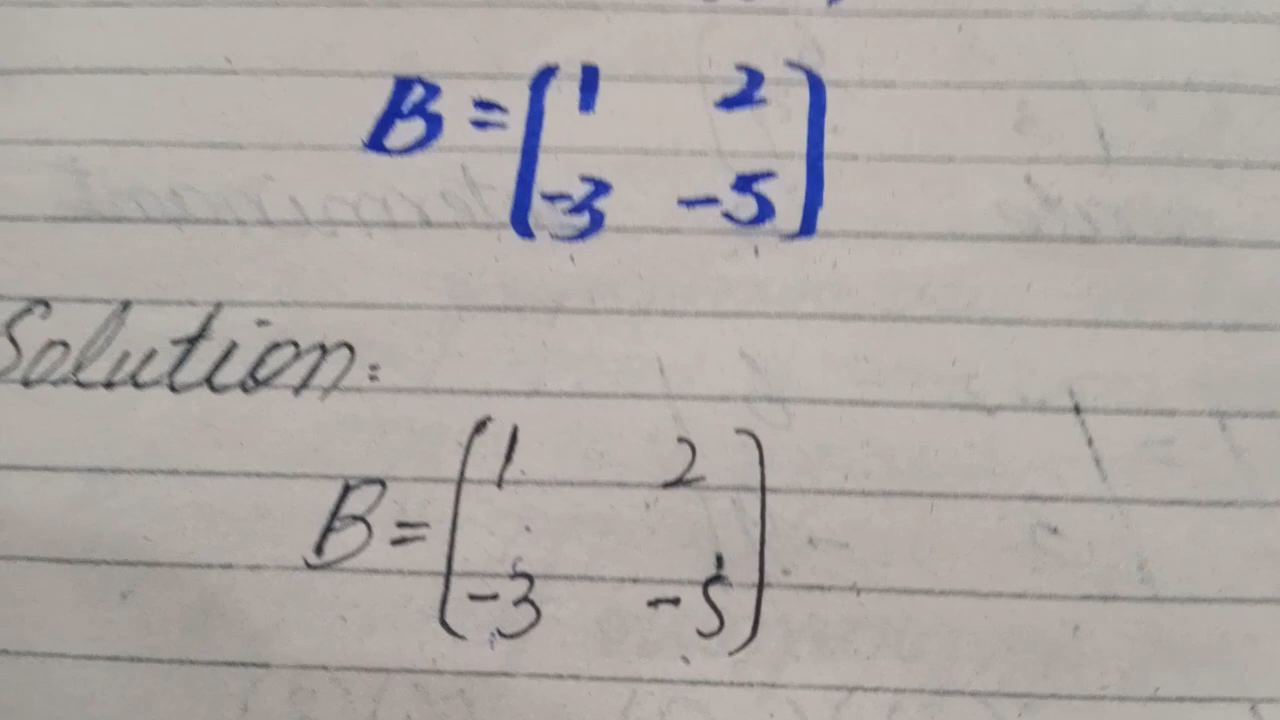 B = [1 2
-3 -5]
Solution:
B = [1 2
-3 -5]